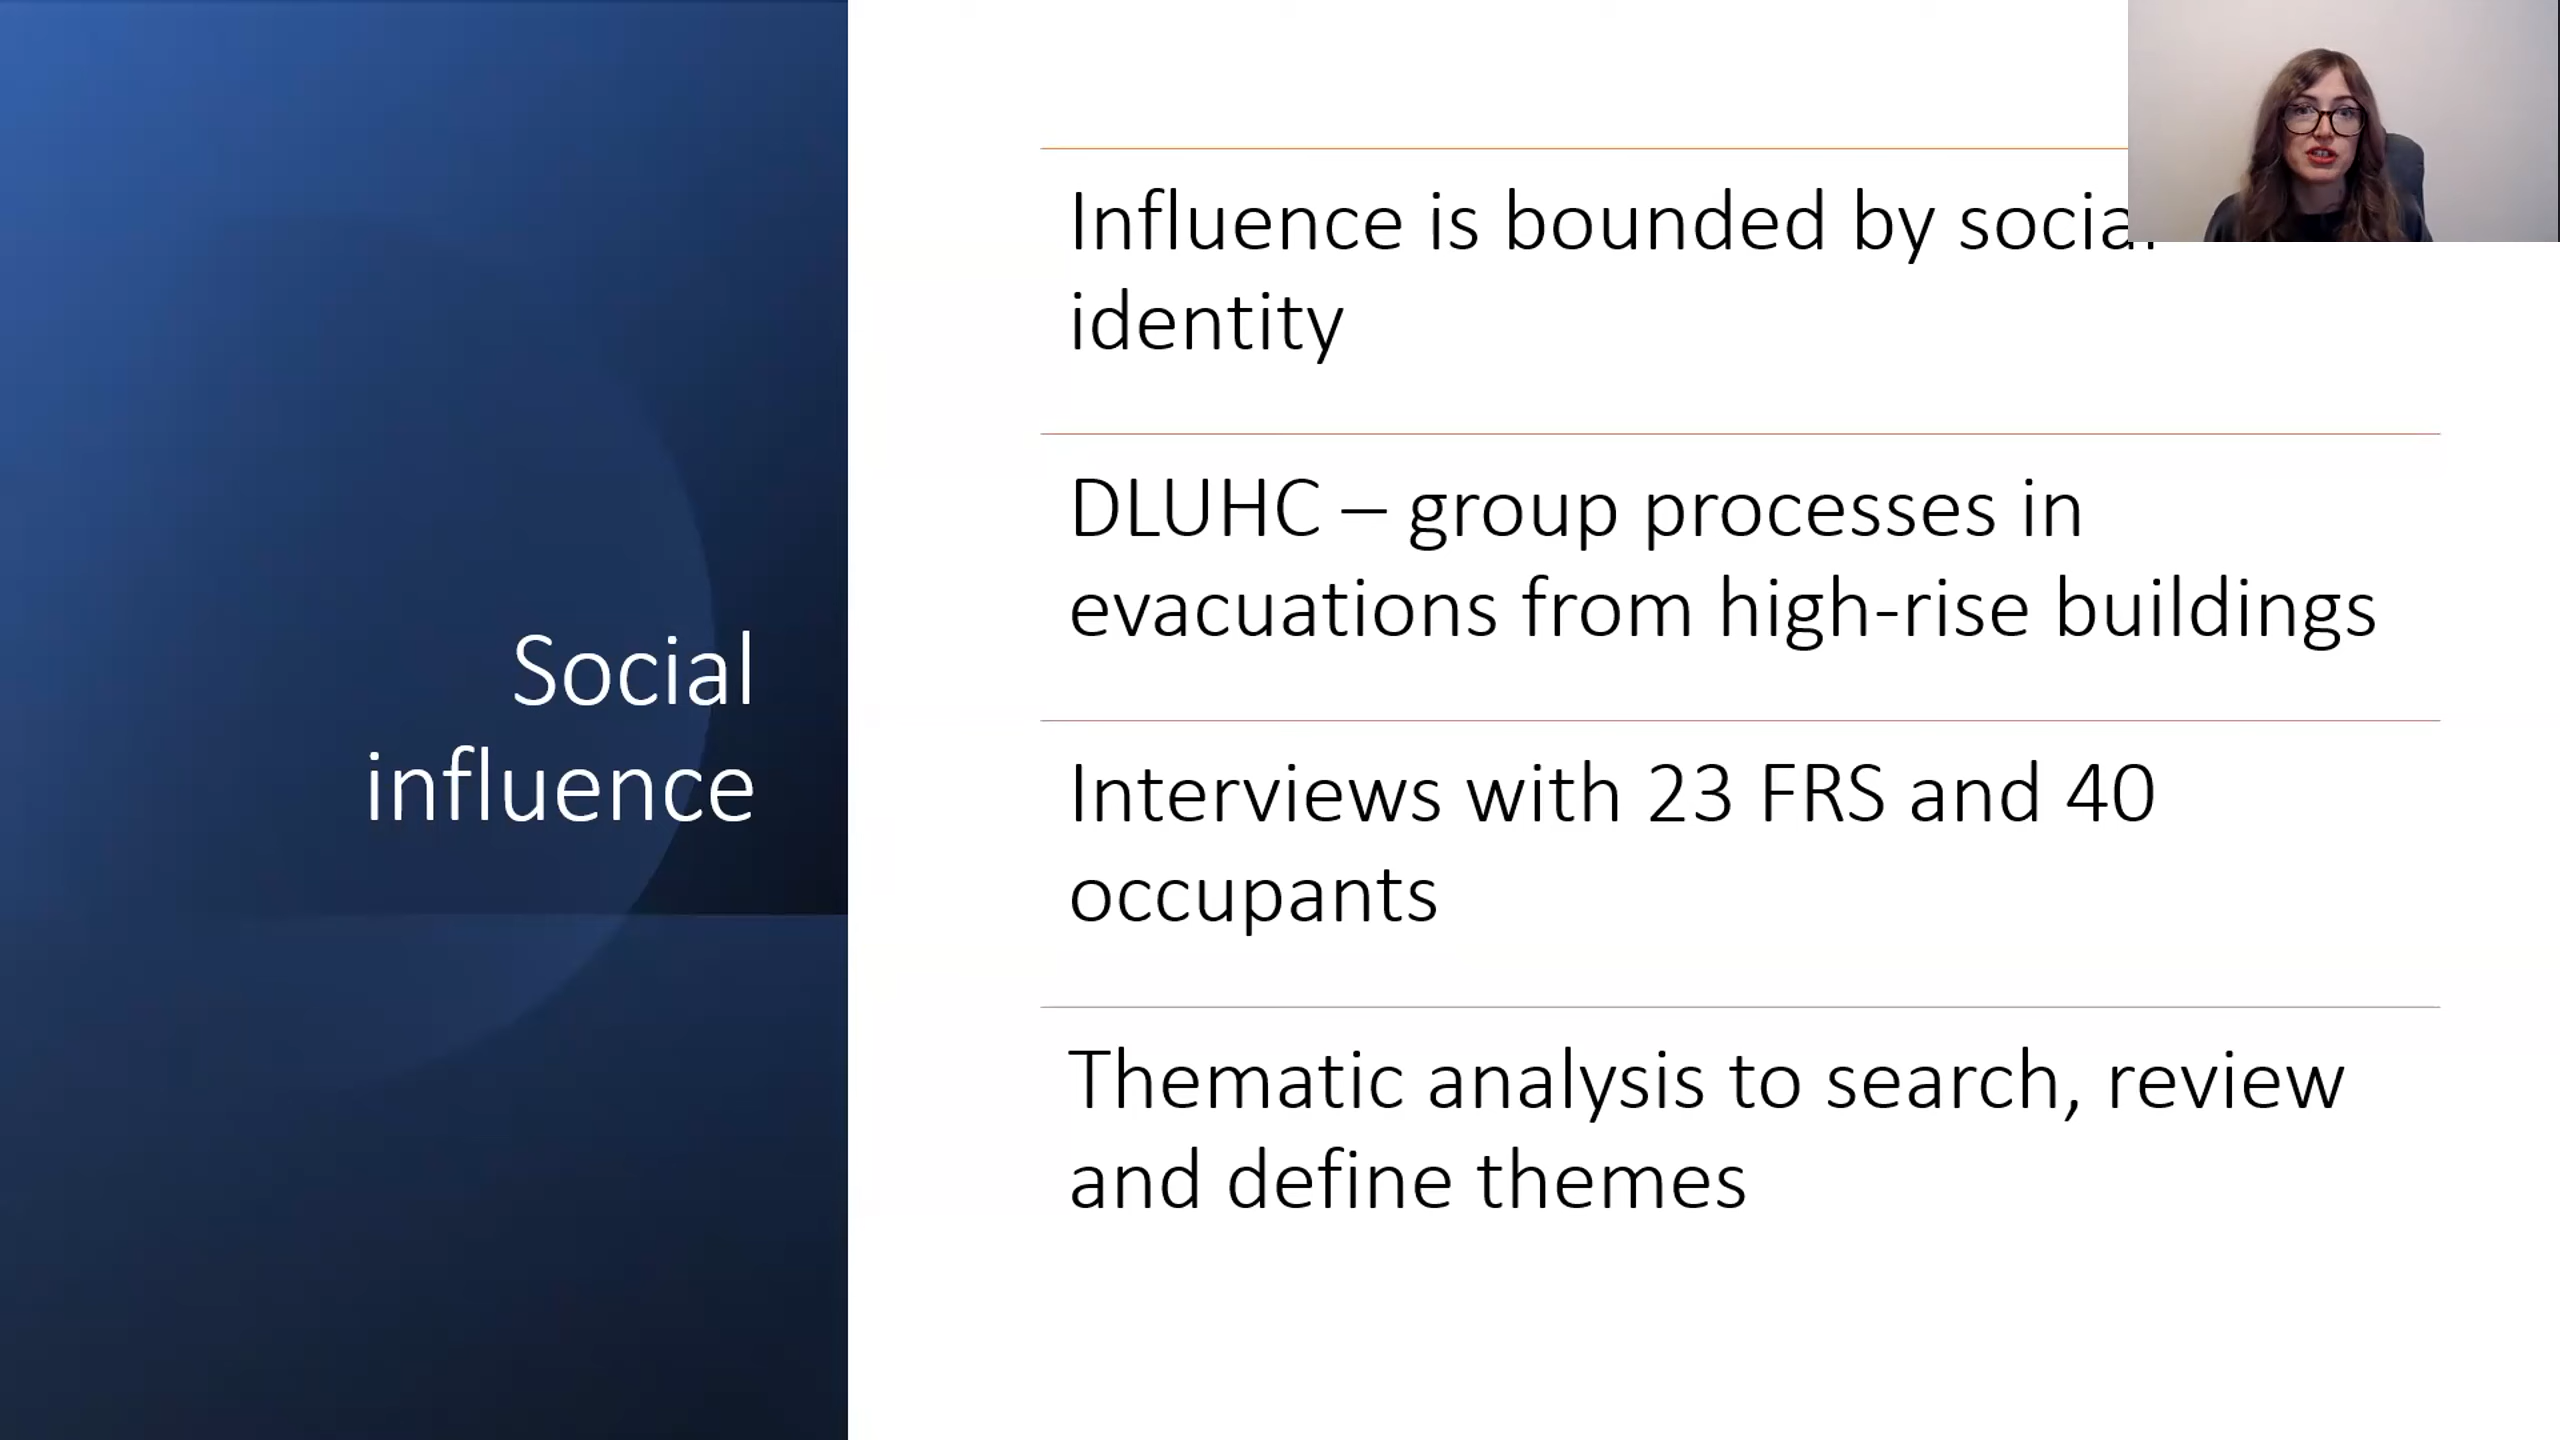 Social
influence
Influence is bounded by social
identity
DLUHC – group processes in
evacuations from high-rise buildings
Interviews with 23 FRS and 40
occupants
Thematic analysis to search, review
and define themes